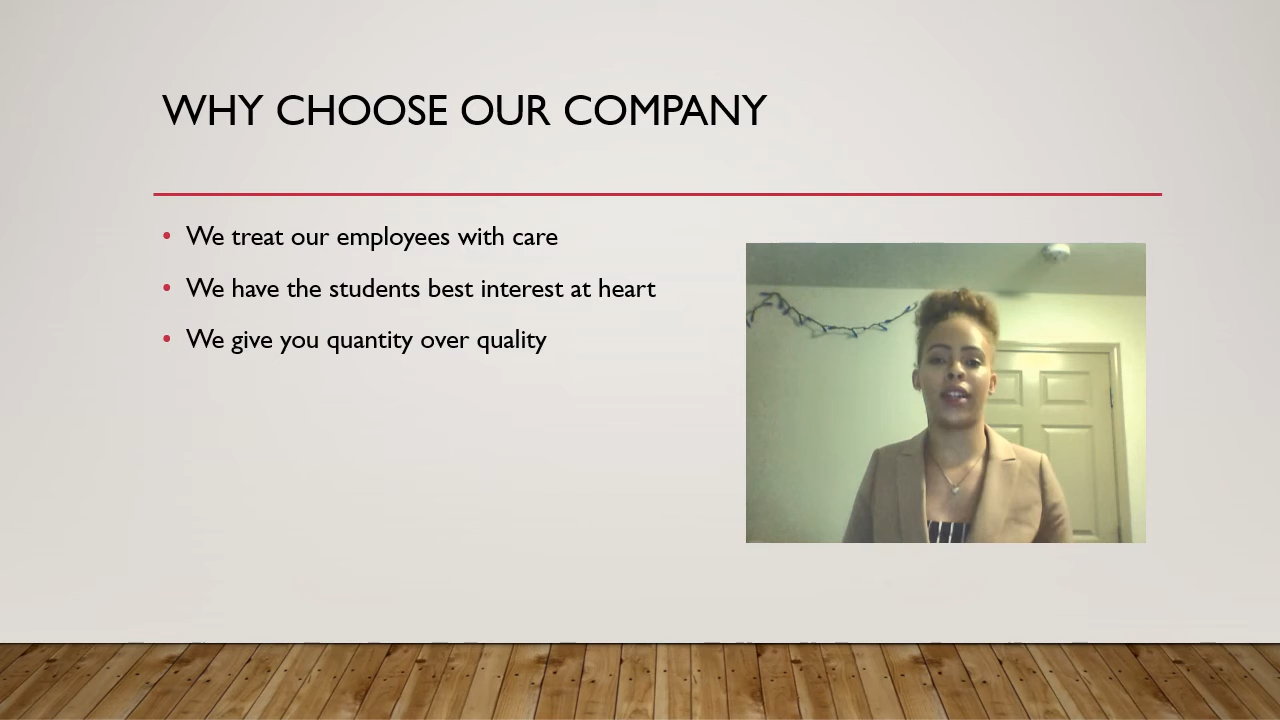 WHY CHOOSE OUR COMPANY
• We treat our employees with care
• We have the students best interest at heart
• We give you quantity over quality